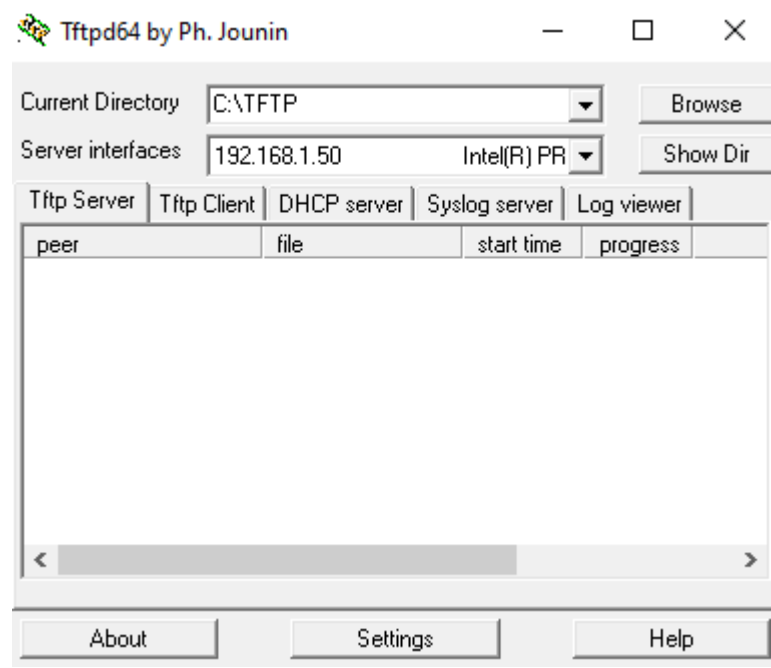 Tftpd64 by Ph. Jounin
Current Directory C:\TFTP Browse
Server interfaces 192.168.1.50 Intel(R) PR Show Dir
Tftp Server Tftp Client DHCP server Syslog server Log viewer
peer file start time progress
About Settings Help